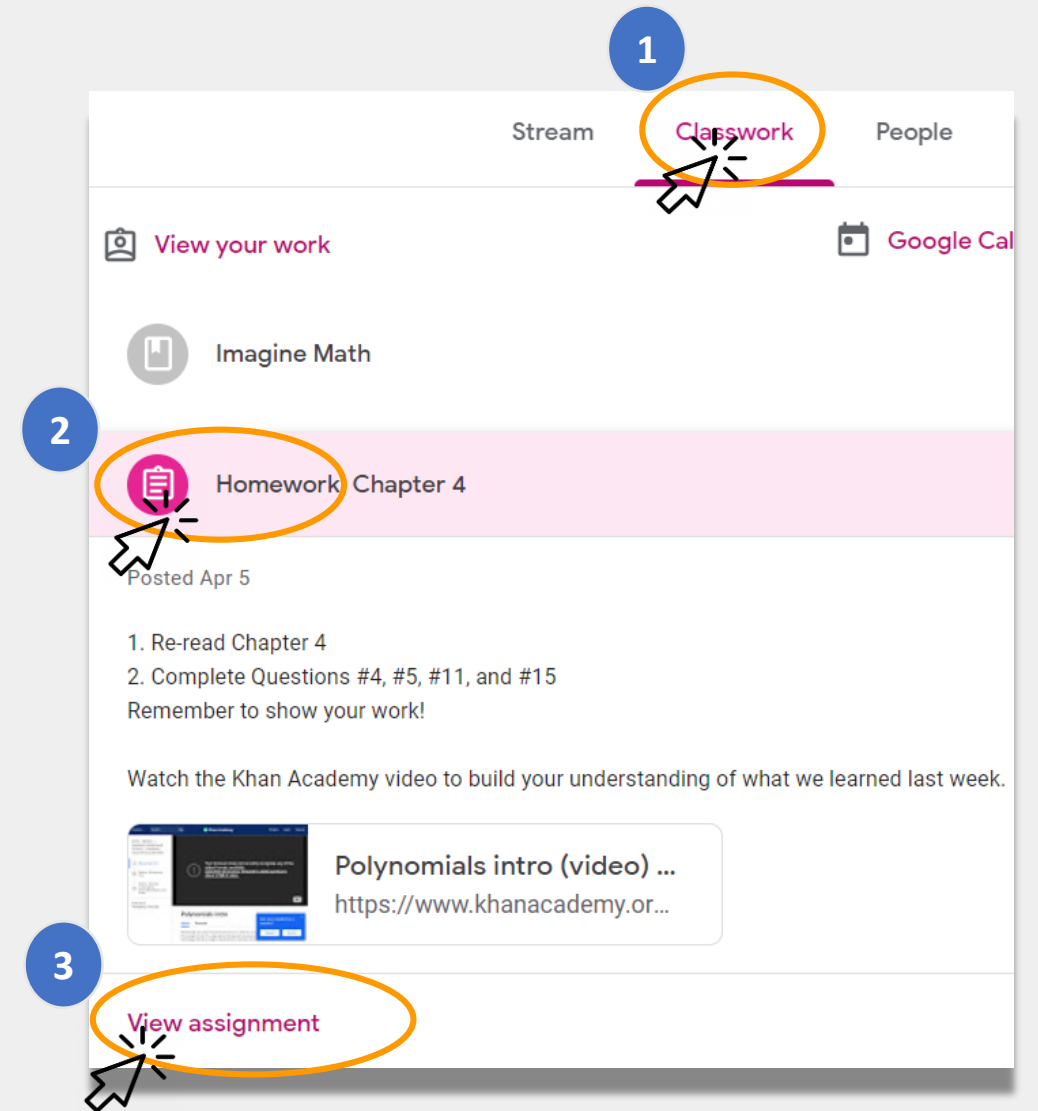 1
Stream Classwork People
View your work Google Cal
Imagine Math
2
Homework Chapter 4
Posted Apr 5
1. Re-read Chapter 4
2. Complete Questions #4, #5, #11, and #15
Remember to show your work!
Watch the Khan Academy video to build your understanding of what we learned last week.
Polynomials intro (video) ...
https://www.khanacademy.or...
3
View assignment